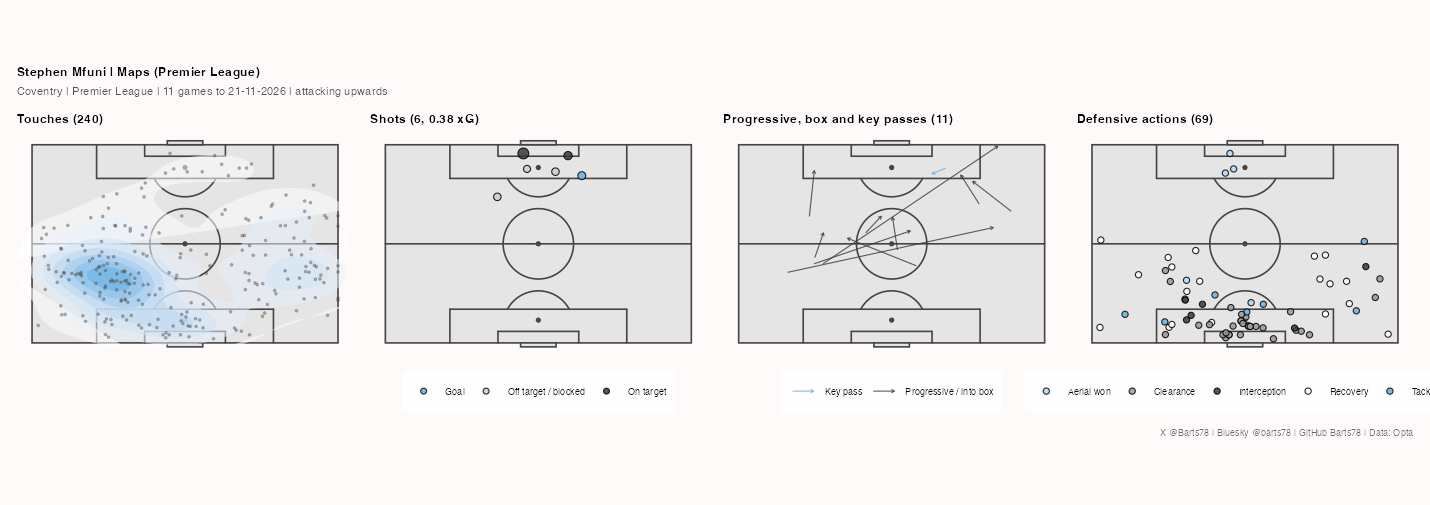 Stephen Mfuni | Maps (Premier League)
Coventry | Premier League | 11 games to 21-11-2026 | attacking upwards
Touches (240)
Shots (6, 0.38 xG)
Progressive, box and key passes (11)
Defensive actions (69)
Goal
Off target / blocked
On target
Key pass
Progressive / into box
Aerial won
Clearance
Interception
Recovery
Tack
X @Barts78 | Bluesky @barts78 | GitHub Barts78 | Data: Opta